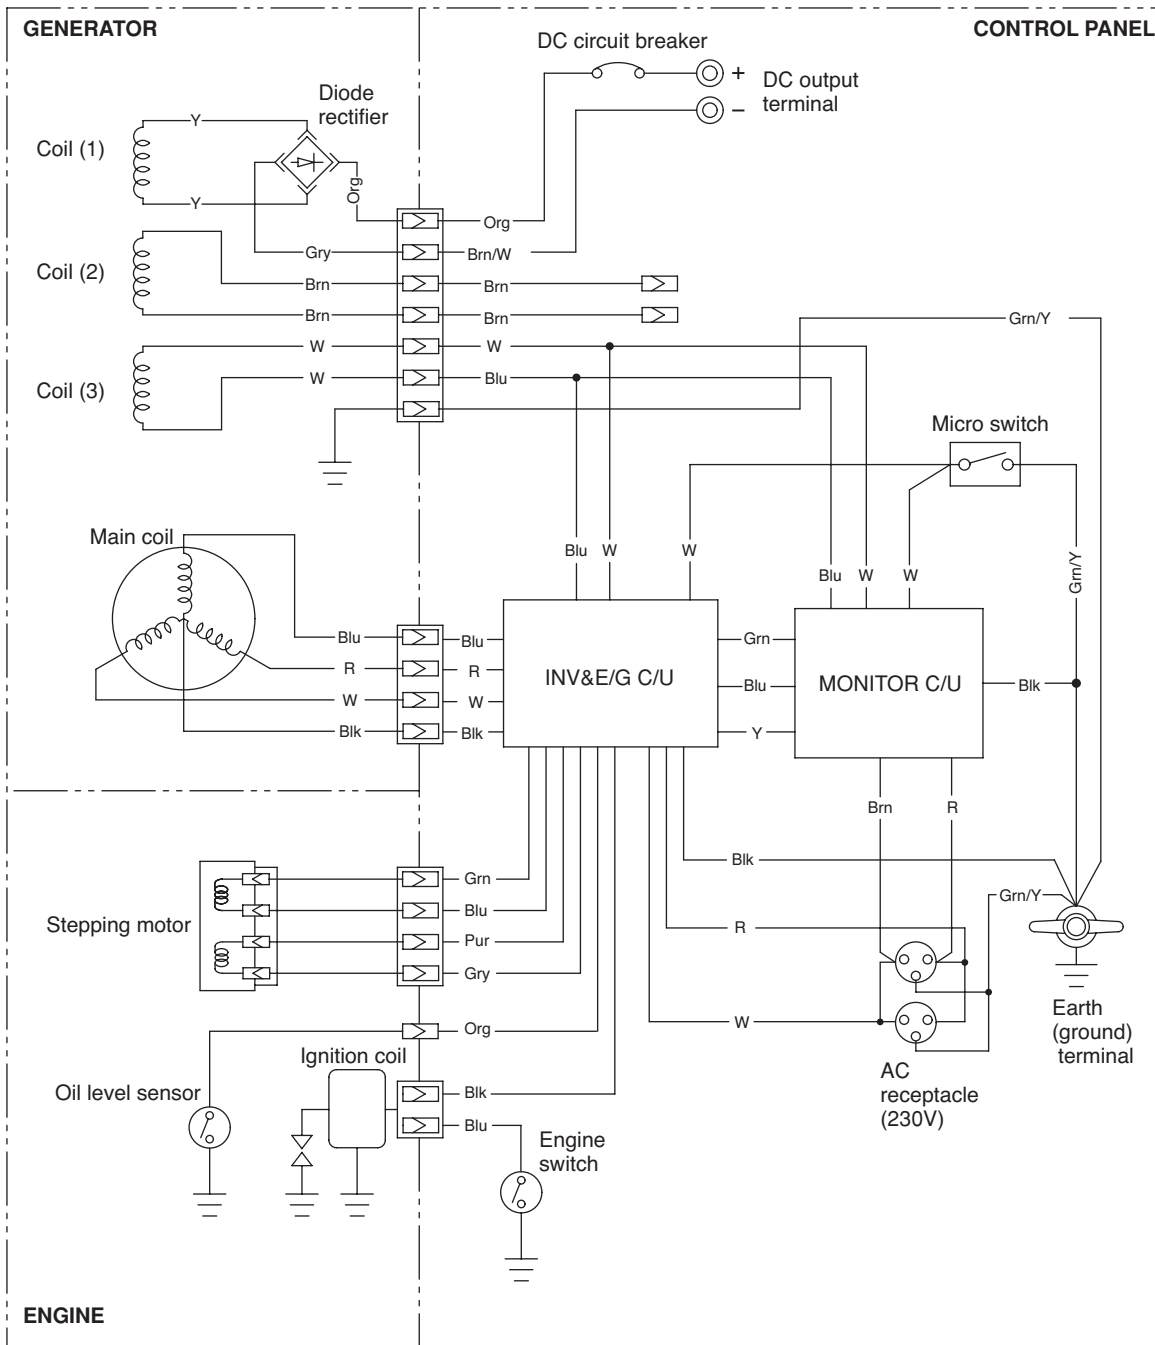 GENERATOR
CONTROL PANEL
DC circuit breaker
+
DC output
terminal
−
Diode
rectifier
Coil (1)
Y
Y
Org
Org
Gry
Brn/W
Coil (2)
Brn
Brn
Brn
Brn
Grn/Y
W
W
Coil (3)
W
Blu
Micro switch
Main coil
Blu
W
W
Blu
W
W
Grn/Y
Blu
Blu
Grn
R
R
INV&E/G C/U
Blu
MONITOR C/U
Blk
W
W
Y
Blk
Blk
Brn
R
Blk
Grn
Grn/Y
Stepping motor
Blu
R
Pur
Gry
W
Org
Earth
(ground)
terminal
Ignition coil
AC
receptacle
(230V)
Oil level sensor
Blk
Blu
Engine
switch
ENGINE